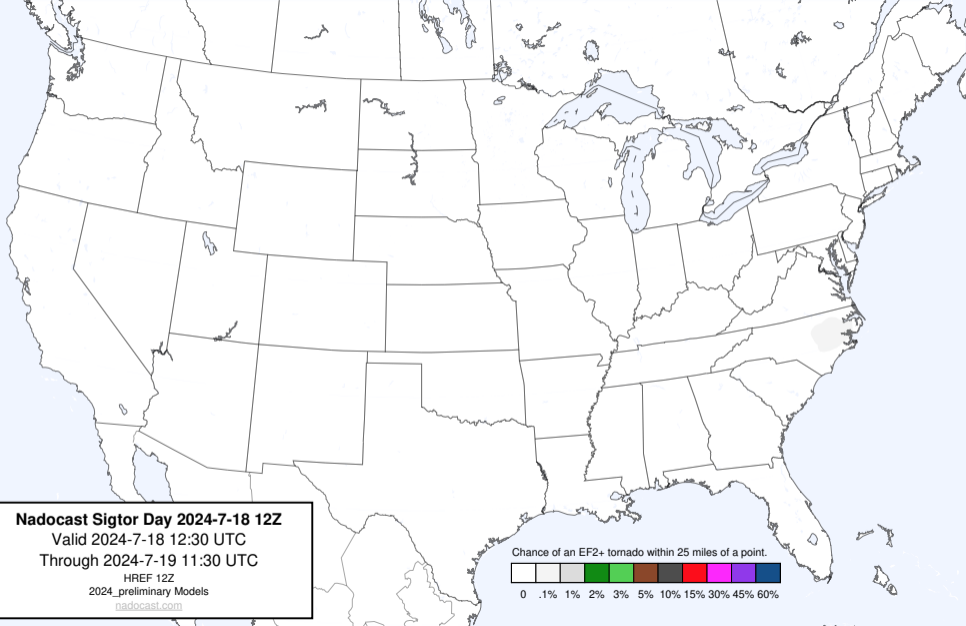 Nadocast Sigtor Day 2024-7-18 12Z
Valid 2024-7-18 12:30 UTC
Through 2024-7-19 11:30 UTC
HREF 12Z
2024_preliminary Models
nadocast.com
Chance of an EF2+ tornado within 25 miles of a point.
0 .1% 1% 2% 3% 5% 10% 15% 30% 45% 60%